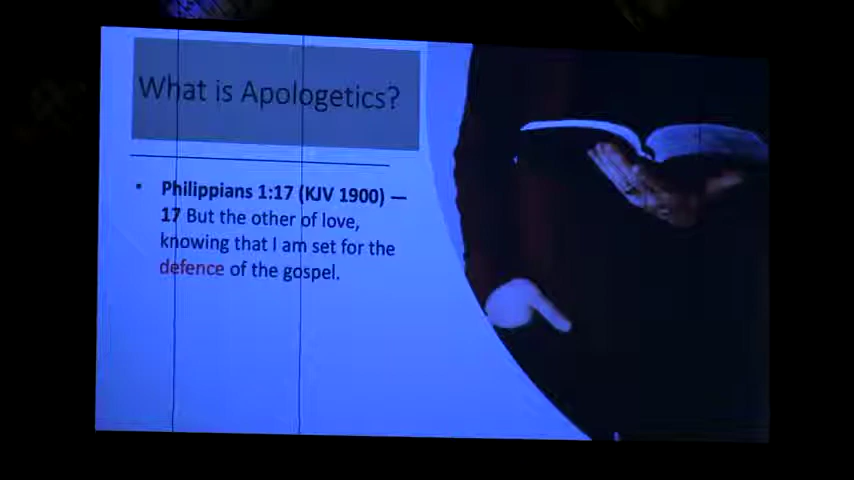 What is Apologetics?
• Philippians 1:17 (KJV 1900) —
17 But the other of love,
knowing that I am set for the
defence of the gospel.